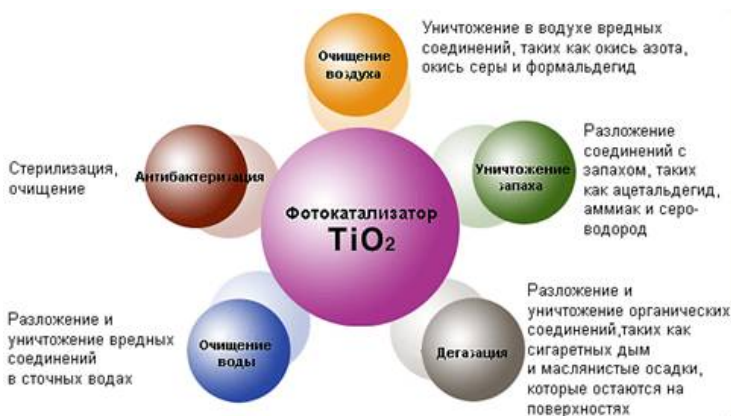 Уничтожение в водухе вредных
соединений, таких как окись азота,
окись серы и формальдегид
Очищение
воздуха
Стерилизация,
очищение
Антибактеризация
Уничтожение
запаха
Разложение
соединений с
запахом, таких
как ацетальдегид,
аммиак и серо-
водород
Фотокатализатор
TiO2
Разложение и
уничтожение вредных
соединений
в сточных водах
Очищение
воды
Дегазация
Разложение и
уничтожение органических
соединений,таких как
сигаретных дым
и маслянистые осадки,
которые остаются на
поверхностях